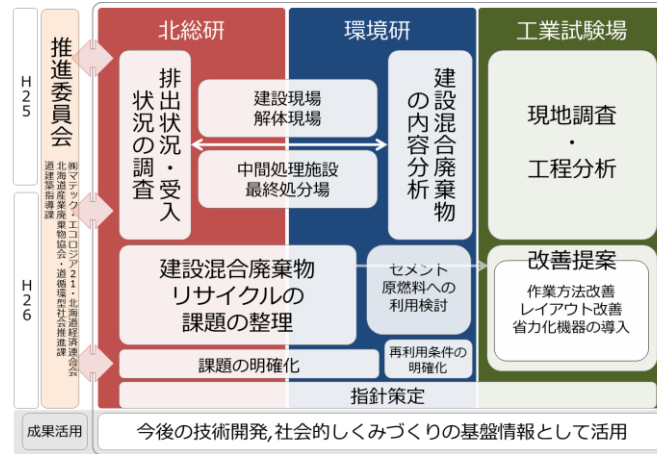 北総研
環境研
工業試験場
H25
H26
推進委員会
㈱マテック・エコロジア21・北海道経済連合会
北海道産業廃棄物協会・道循環型社会推進課
道建築指導課
排出状況・受入
状況の調査
建設現場
解体現場
中間処理施設
最終処分場
建設混合廃棄物
の内容分析
現地調査
・
工程分析
建設混合廃棄物
リサイクルの
課題の整理
セメント
原燃料への
利用検討
改善提案
作業方法改善
レイアウト改善
省力化機器の導入
課題の明確化
再利用条件の
明確化
指針策定
成果活用
今後の技術開発,社会的しくみづくりの基盤情報として活用